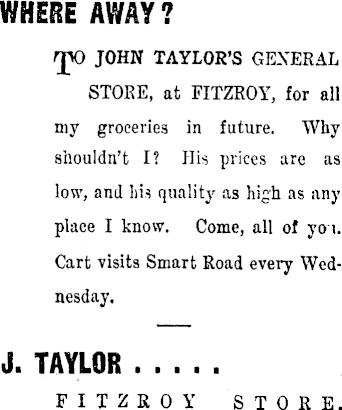 WHERE AWAY?
TO JOHN TAYLOR'S GENERAL
STORE, at FITZROY, for all
my groceries in future. Why
shouldn't I? His prices are as
low, and his quality as high as any
place I know. Come, all of you.
Cart visits Smart Road every Wed-
nesday.
J. TAYLOR . . . . .
FITZROY STORE.